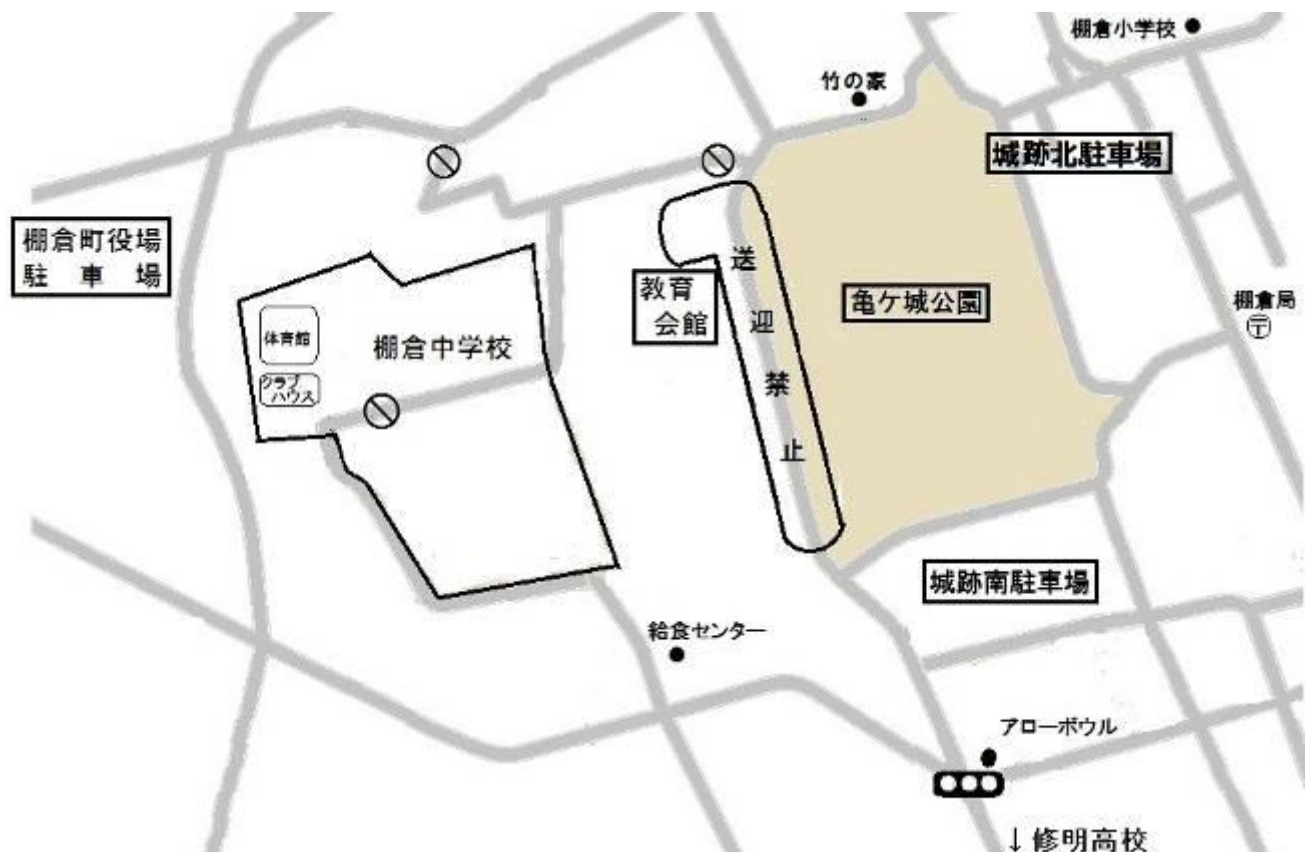 棚倉小学校
竹の家
城跡北駐車場
棚倉町役場
駐車場
教育
会館
送迎禁止
亀ケ城公園
棚倉局
〒
体育館
棚倉中学校
クラブ
ハウス
城跡南駐車場
給食センター
アローボウル
↓修明高校